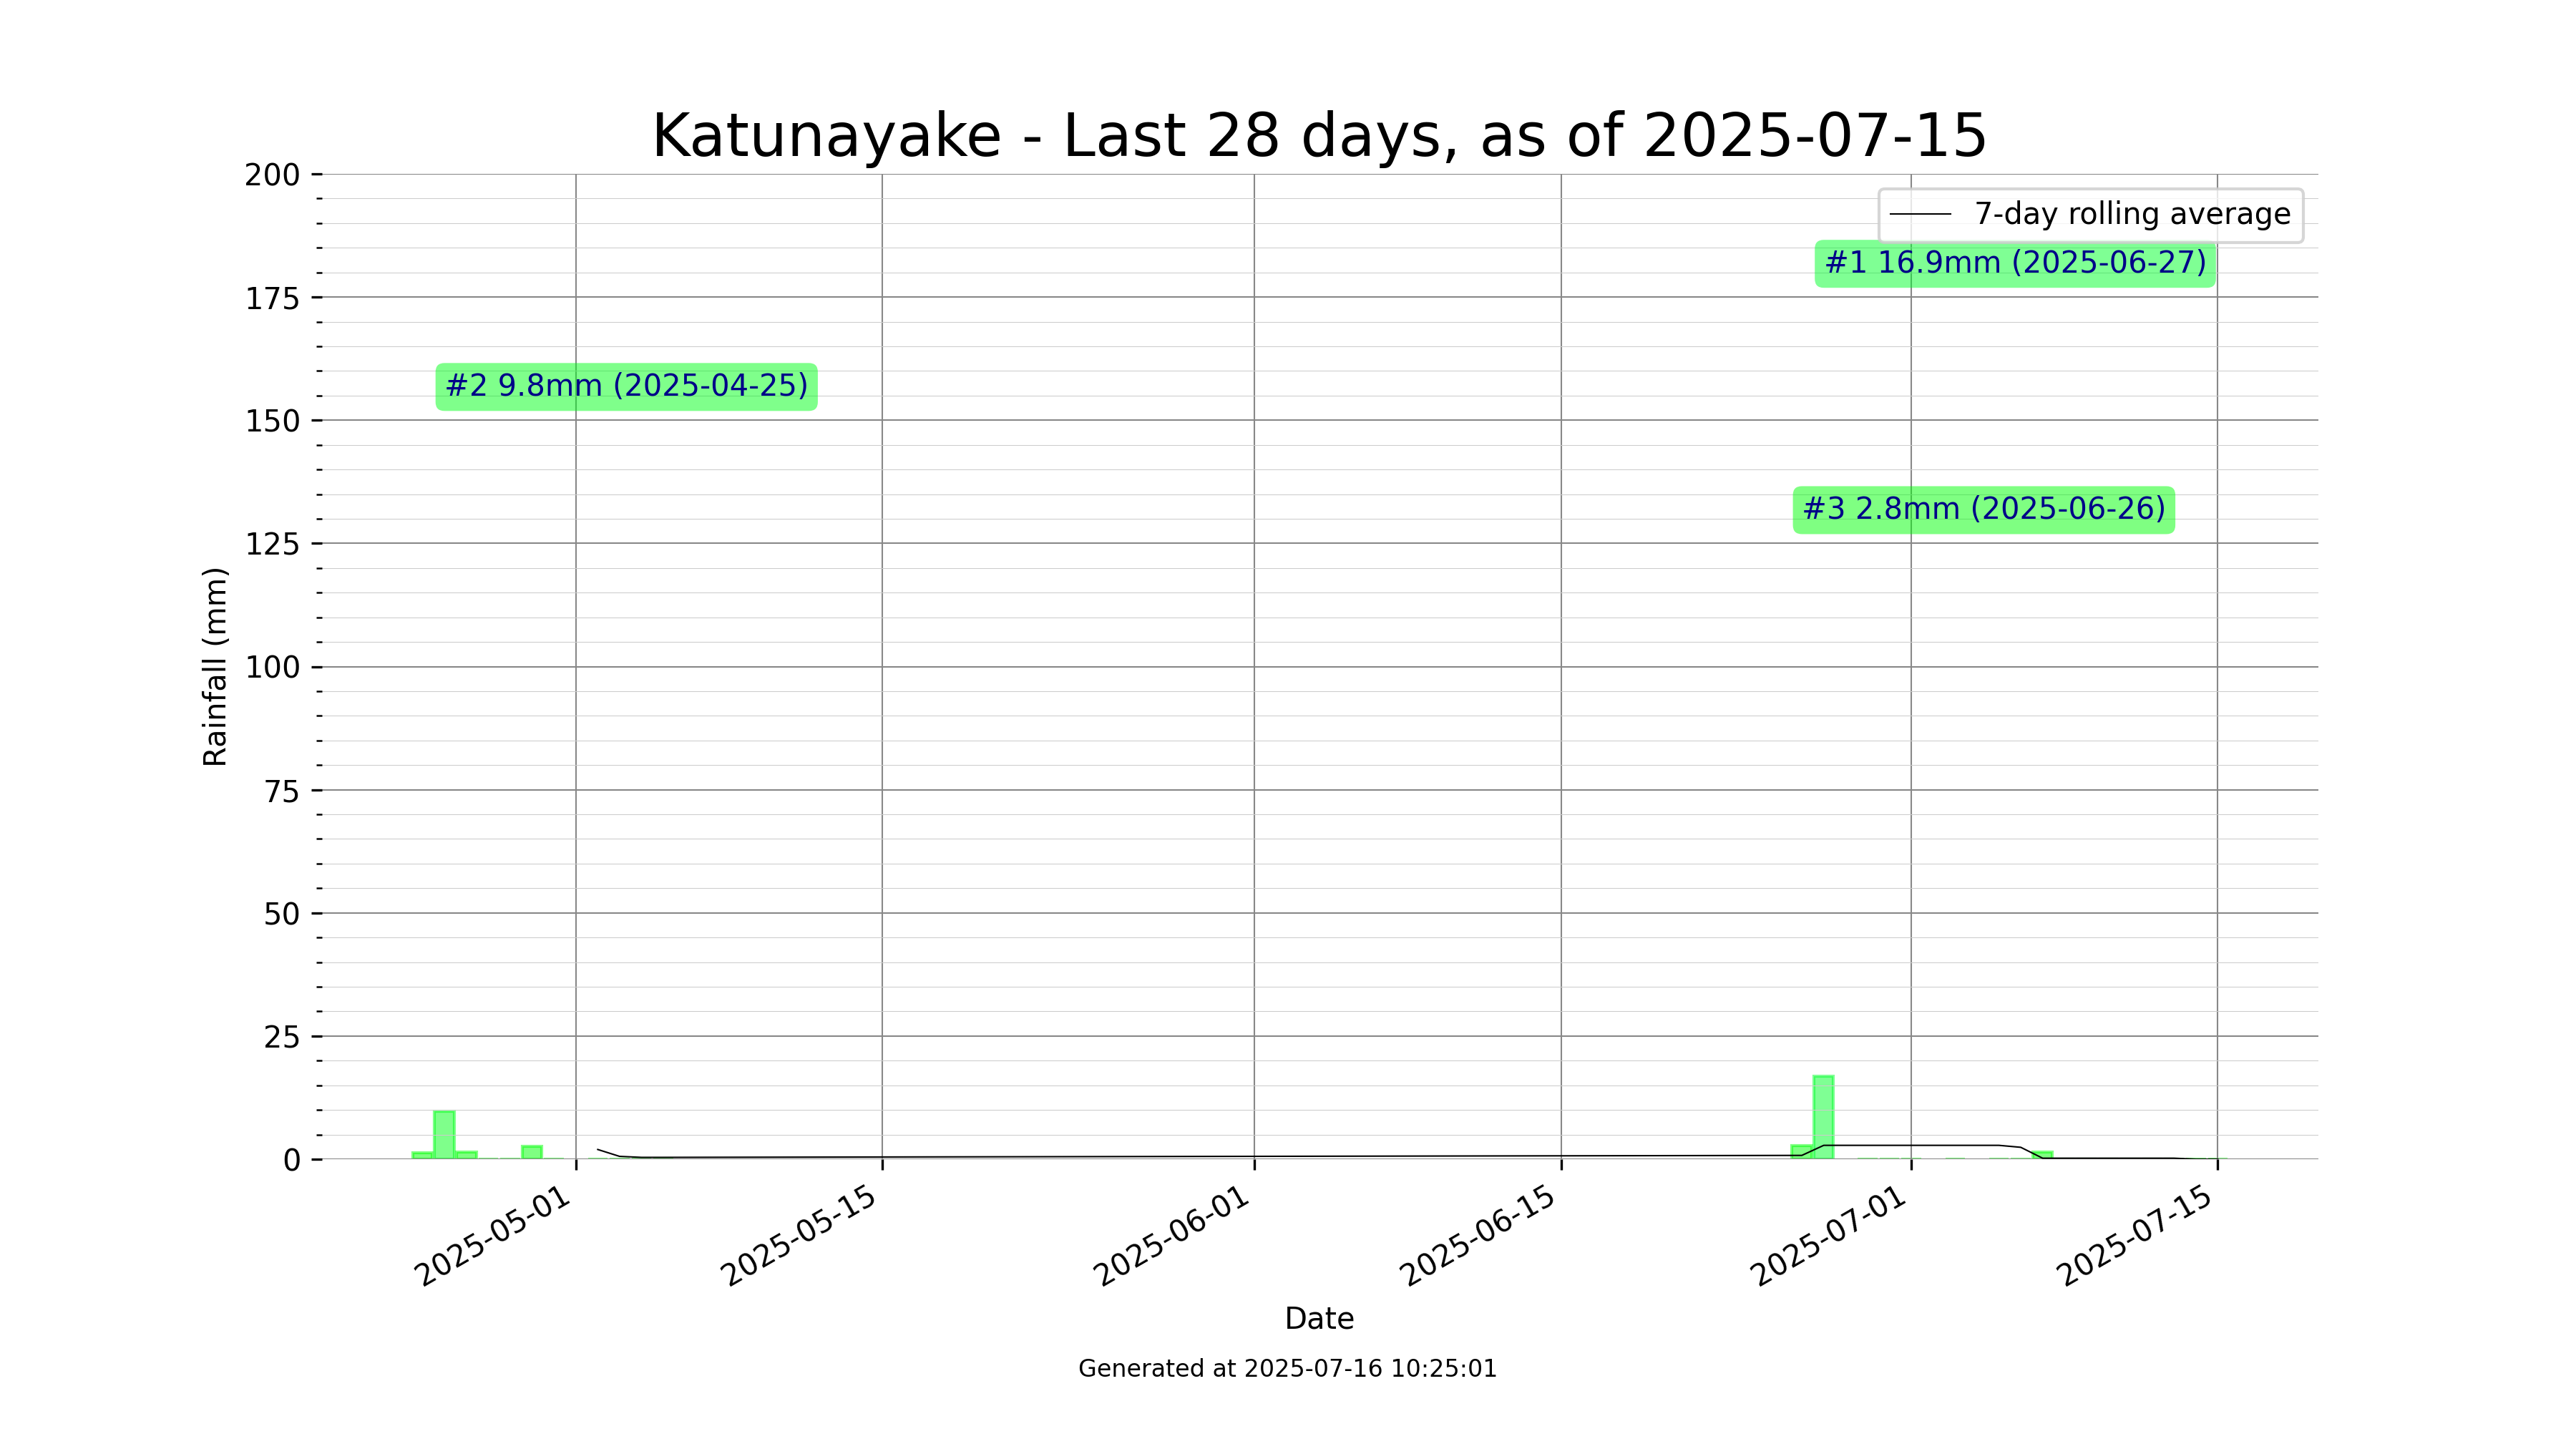 Katunayake - Last 28 days, as of 2025-07-15
200
175
150
125
100
75
50
25
0
Rainfall (mm)
7-day rolling average
#1 16.9mm (2025-06-27)
#2 9.8mm (2025-04-25)
#3 2.8mm (2025-06-26)
2025-05-01
2025-05-15
2025-06-01
2025-06-15
2025-07-01
2025-07-15
Date
Generated at 2025-07-16 10:25:01